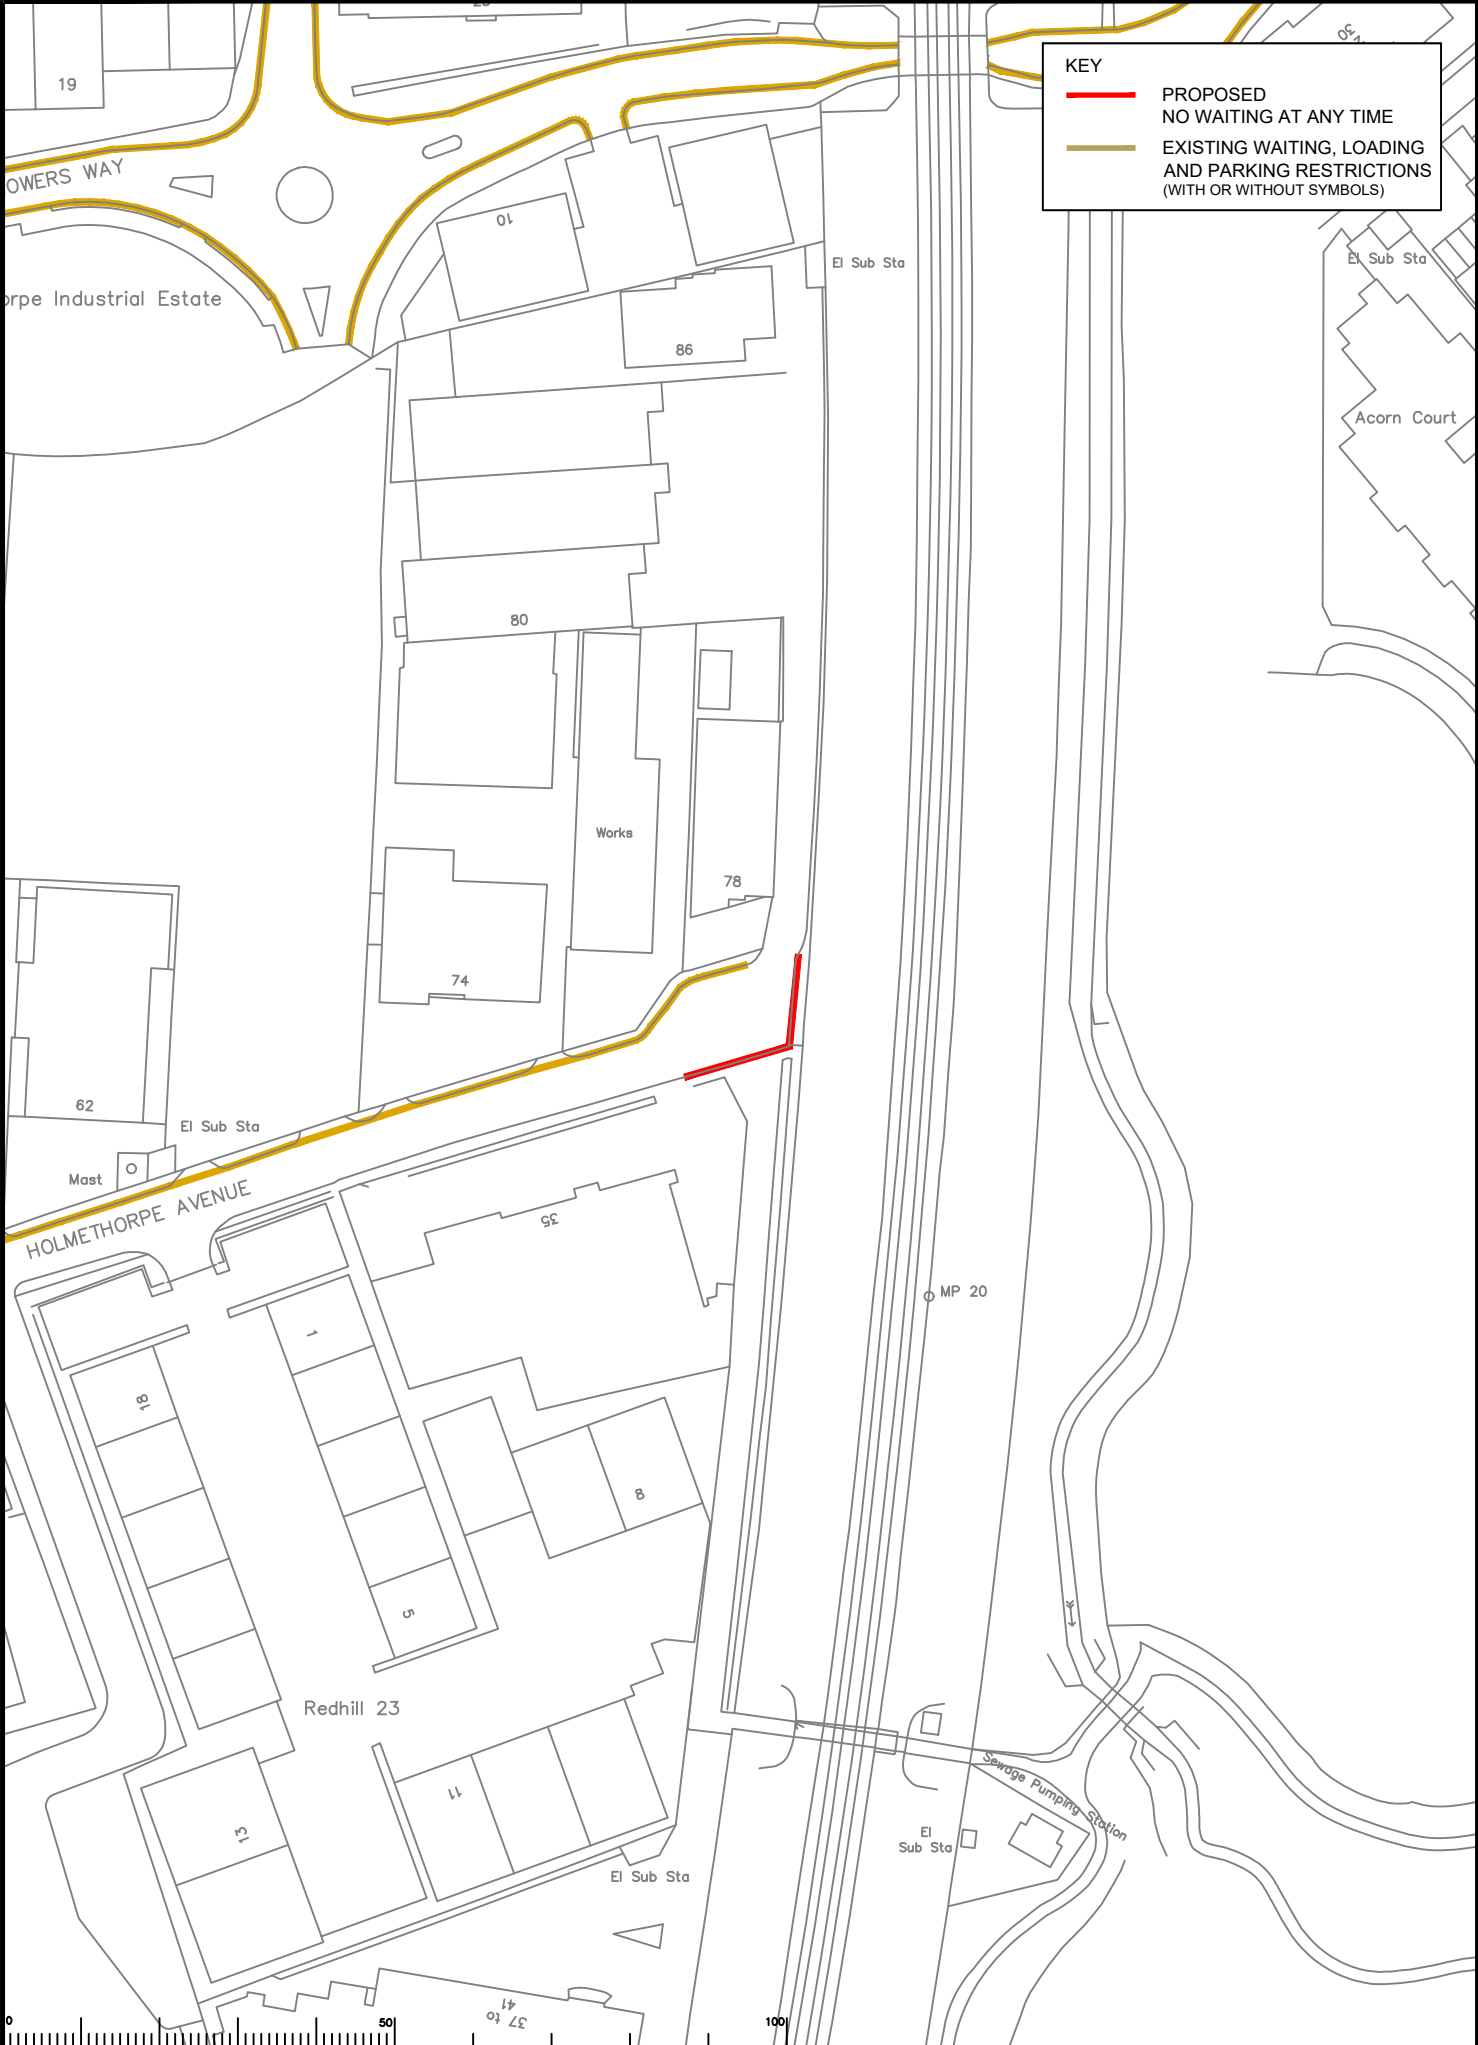 19
30
KEY
PROPOSED
NO WAITING AT ANY TIME
EXISTING WAITING, LOADING
AND PARKING RESTRICTIONS
(WITH OR WITHOUT SYMBOLS)
OWERS WAY
10
El Sub Sta
El Sub Sta
orpe Industrial Estate
86
Acorn Court
80
Works
78
74
62
El Sub Sta
Mast
HOLMETHORPE AVENUE
35
MP 20
1
18
8
5
Redhill 23
11
13
Sewage Pumping Station
El
Sub Sta
El Sub Sta
37 to
41
0
50
100